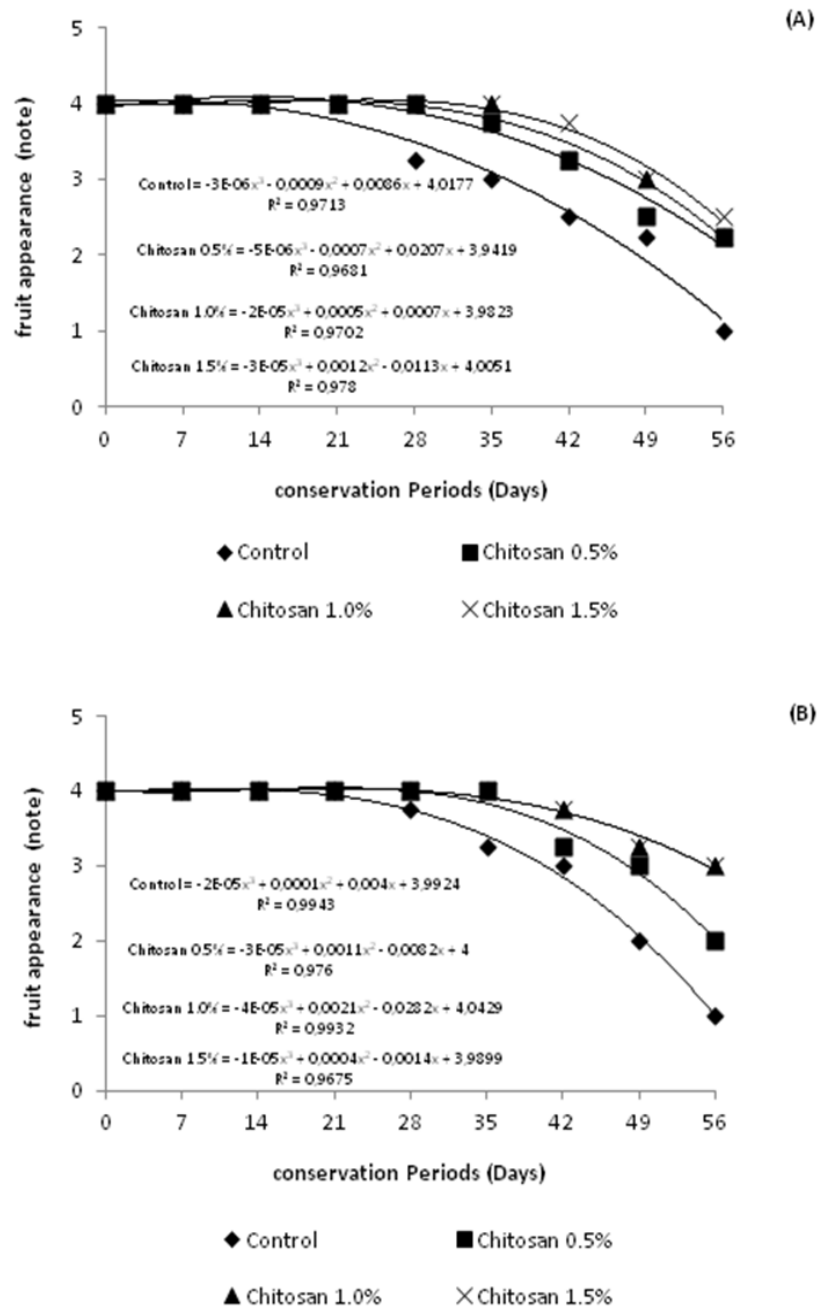 (A)
fruit appearance (note)
5
4
3
2
1
0
Control = -3E-06x³ - 0,0009x² + 0,0086x + 4,0177
R² = 0,9713
Chitosan 0.5% = -5E-06x³ - 0,0007x² + 0,0207x + 3,9419
R² = 0,9681
Chitosan 1.0% = -2E-05x³ + 0,0005x² + 0,0007x + 3,9823
R² = 0,9702
Chitosan 1.5% = -3E-05x³ + 0,0012x² - 0,0113x + 4,0051
R² = 0,978
0 7 14 21 28 35 42 49 56
conservation Periods (Days)
Control Chitosan 0.5%
Chitosan 1.0% Chitosan 1.5%
(B)
fruit appearance (note)
5
4
3
2
1
0
Control = -2E-05x³ + 0,0001x² + 0,004x + 3,9924
R² = 0,9943
Chitosan 0.5% = -3E-05x³ + 0,0011x² - 0,0082x + 4
R² = 0,976
Chitosan 1.0% = -4E-05x³ + 0,0021x² - 0,0282x + 4,0429
R² = 0,9932
Chitosan 1.5% = -1E-05x³ + 0,0004x² - 0,0014x + 3,9899
R² = 0,9675
0 7 14 21 28 35 42 49 56
conservation Periods (Days)
Control Chitosan 0.5%
Chitosan 1.0% Chitosan 1.5%